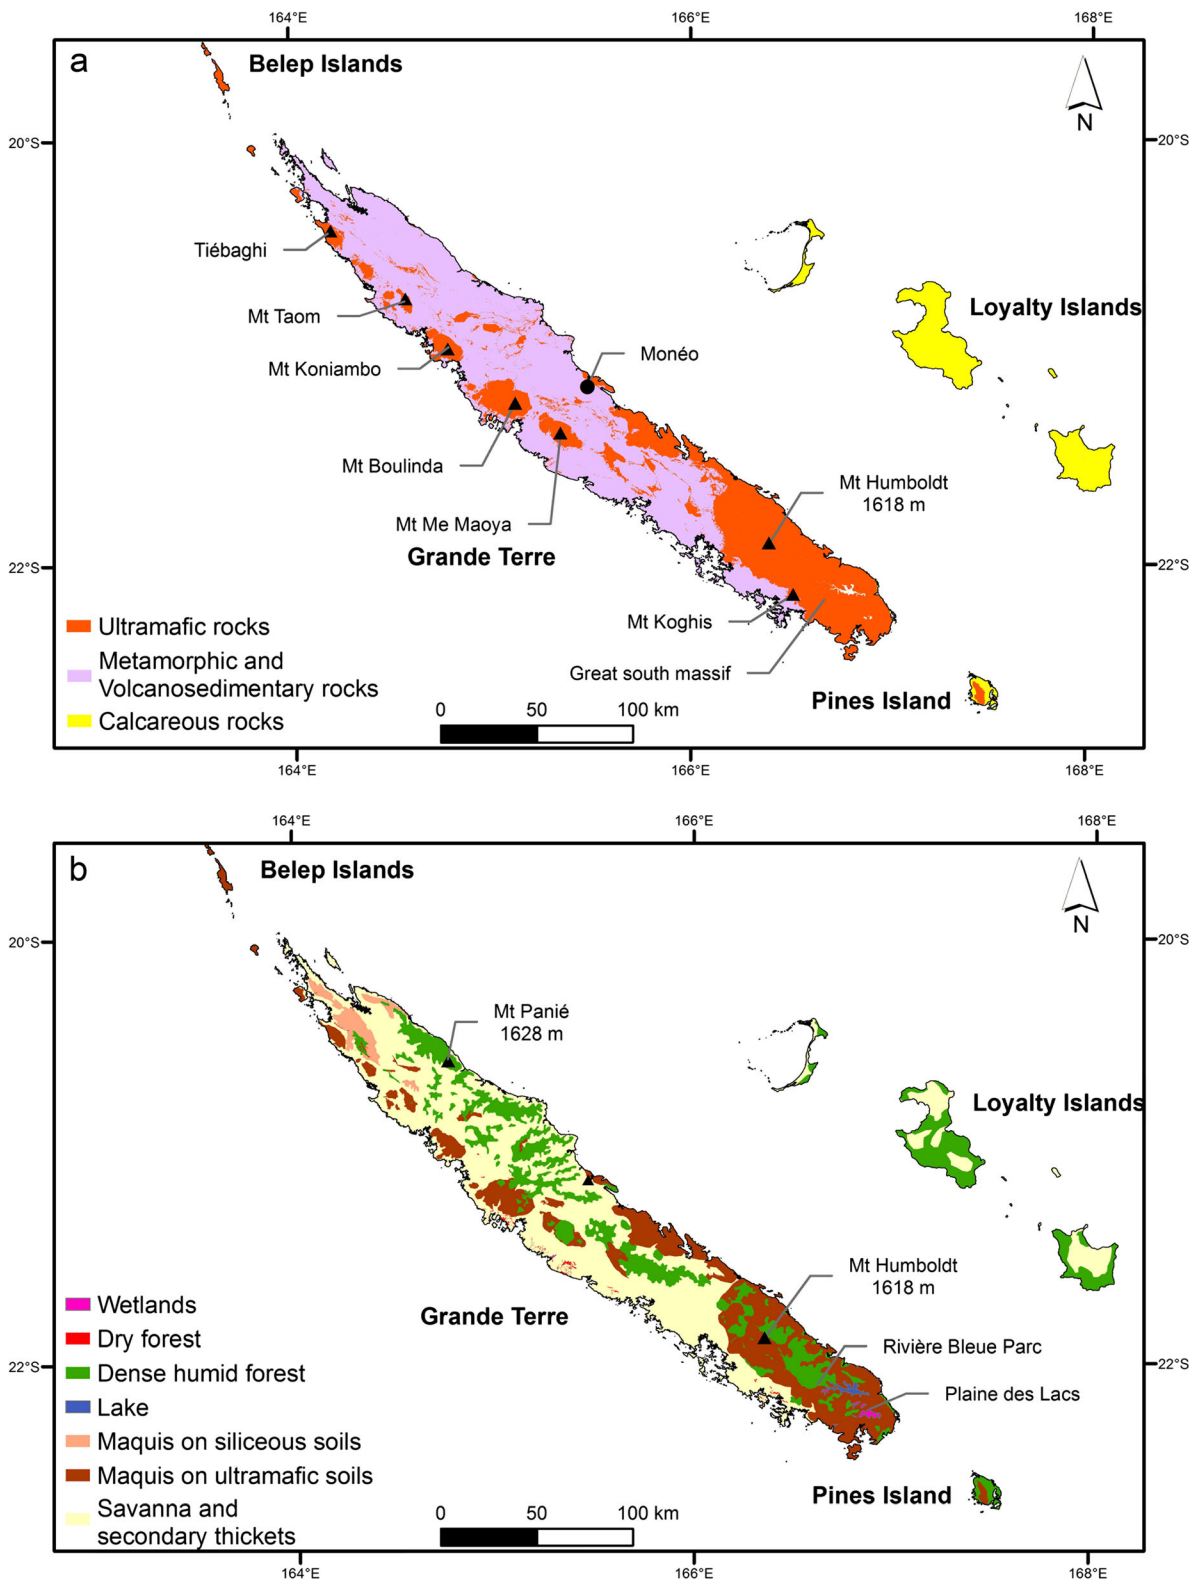 164°E
166°E
168°E
a
Belep Islands
N
20°S
20°S
Tiébaghi
Mt Taom
Loyalty Islands
Mt Koniambo
Monéo
Mt Boulinda
Mt Humboldt
1618 m
Mt Me Maoya
Grande Terre
22°S
22°S
Mt Koghis
Ultramafic rocks
Metamorphic and
Volcanosedimentary rocks
Calcareous rocks
Great south massif
Pines Island
0 50 100 km
164°E
166°E
168°E
164°E
166°E
168°E
b
Belep Islands
N
20°S
20°S
Mt Panié
1628 m
Loyalty Islands
Mt Humboldt
1618 m
Grande Terre
Rivière Bleue Parc
22°S
22°S
Plaine des Lacs
Wetlands
Dry forest
Dense humid forest
Lake
Maquis on siliceous soils
Maquis on ultramafic soils
Savanna and
secondary thickets
Pines Island
0 50 100 km
164°E
166°E
168°E